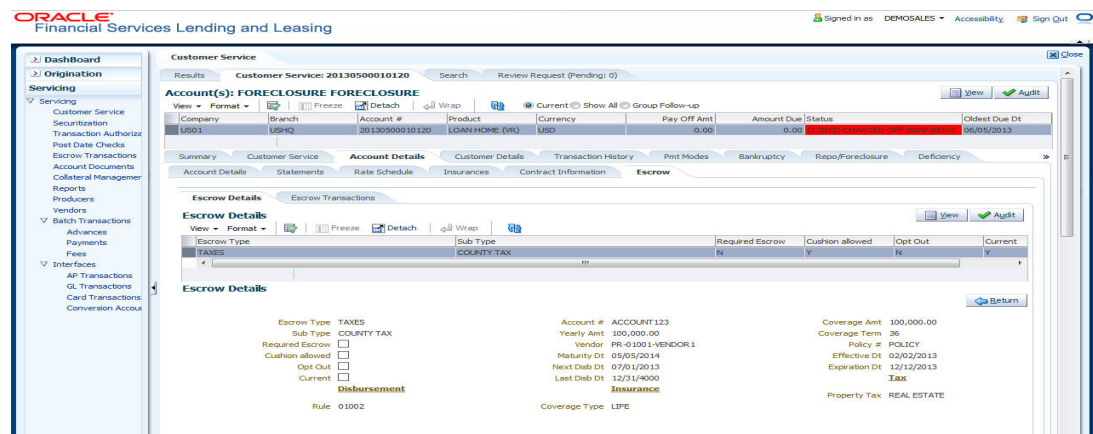 ORACLE
Financial Services Lending and Leasing
Signed in as DEMOSALES Accessibility Sign Out
Close
DashBoard
Origination
Servicing
Servicing
Customer Service
Securitization
Transaction Authoriza
Post Date Checks
Escrow Transactions
Account Documents
Collateral Managemer
Reports
Producers
Vendors
Batch Transactions
Advances
Payments
Fees
Interfaces
AP Transactions
GL Transactions
Card Transactions
Conversion Accou
Customer Service
Results Customer Service: 20130500010120 Search Review Request (Pending: 0)
Account(s): FORECLOSURE FORECLOSURE
View Audit
View Format Freeze Detach Wrap Current Show All Group Follow-up
Company Branch Account # Product Currency Pay Off Amt Amount Due Status Oldest Due Dt
US01 USHQ 20130500010120 LOAN HOME (VR) USD 0.00 0.00 06/05/2013
Summary Customer Service Account Details Customer Details Transaction History Pmt Modes Bankruptcy Repo/Foreclosure Deficiency
Account Details Statements Rate Schedule Insurances Contract Information Escrow
Escrow Details Escrow Transactions
Escrow Details
View Audit
View Format Freeze Detach Wrap
Escrow Type Sub Type Required Escrow Cushion allowed Opt Out Current
TAXES COUNTY TAX N Y N Y
Escrow Details
Return
Escrow Type TAXES Account # ACCOUNT123 Coverage Amt 100,000.00
Sub Type COUNTY TAX Yearly Amt 100,000.00 Coverage Term 36
Required Escrow Vendor PR-01001-VENDOR1 Policy # POLICY
Cushion allowed Maturity Dt 05/05/2014 Effective Dt 02/02/2013
Opt Out Next Disb Dt 07/01/2013 Expiration Dt 12/12/2013
Current Last Disb Dt 12/31/4000 Tax
Disbursement Insurance
Property Tax REAL ESTATE
Rule 01002 Coverage Type LIFE